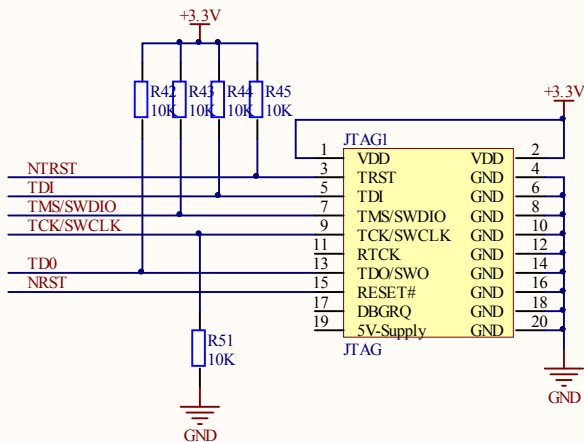 +3.3V
R42 R43 R44 R45
10K 10K 10K 10K
+3.3V
JTAG1
1 VDD VDD 2
NTRST 3 TRST GND 4
TDI 5 TDI GND 6
TMS/SWDIO 7 TMS/SWDIO GND 8
TCK/SWCLK 9 TCK/SWCLK GND 10
11 RTCK GND 12
TD0 13 TDO/SWO GND 14
NRST 15 RESET# GND 16
17 DBGRQ GND 18
19 5V-Supply GND 20
JTAG
R51
10K
GND
GND